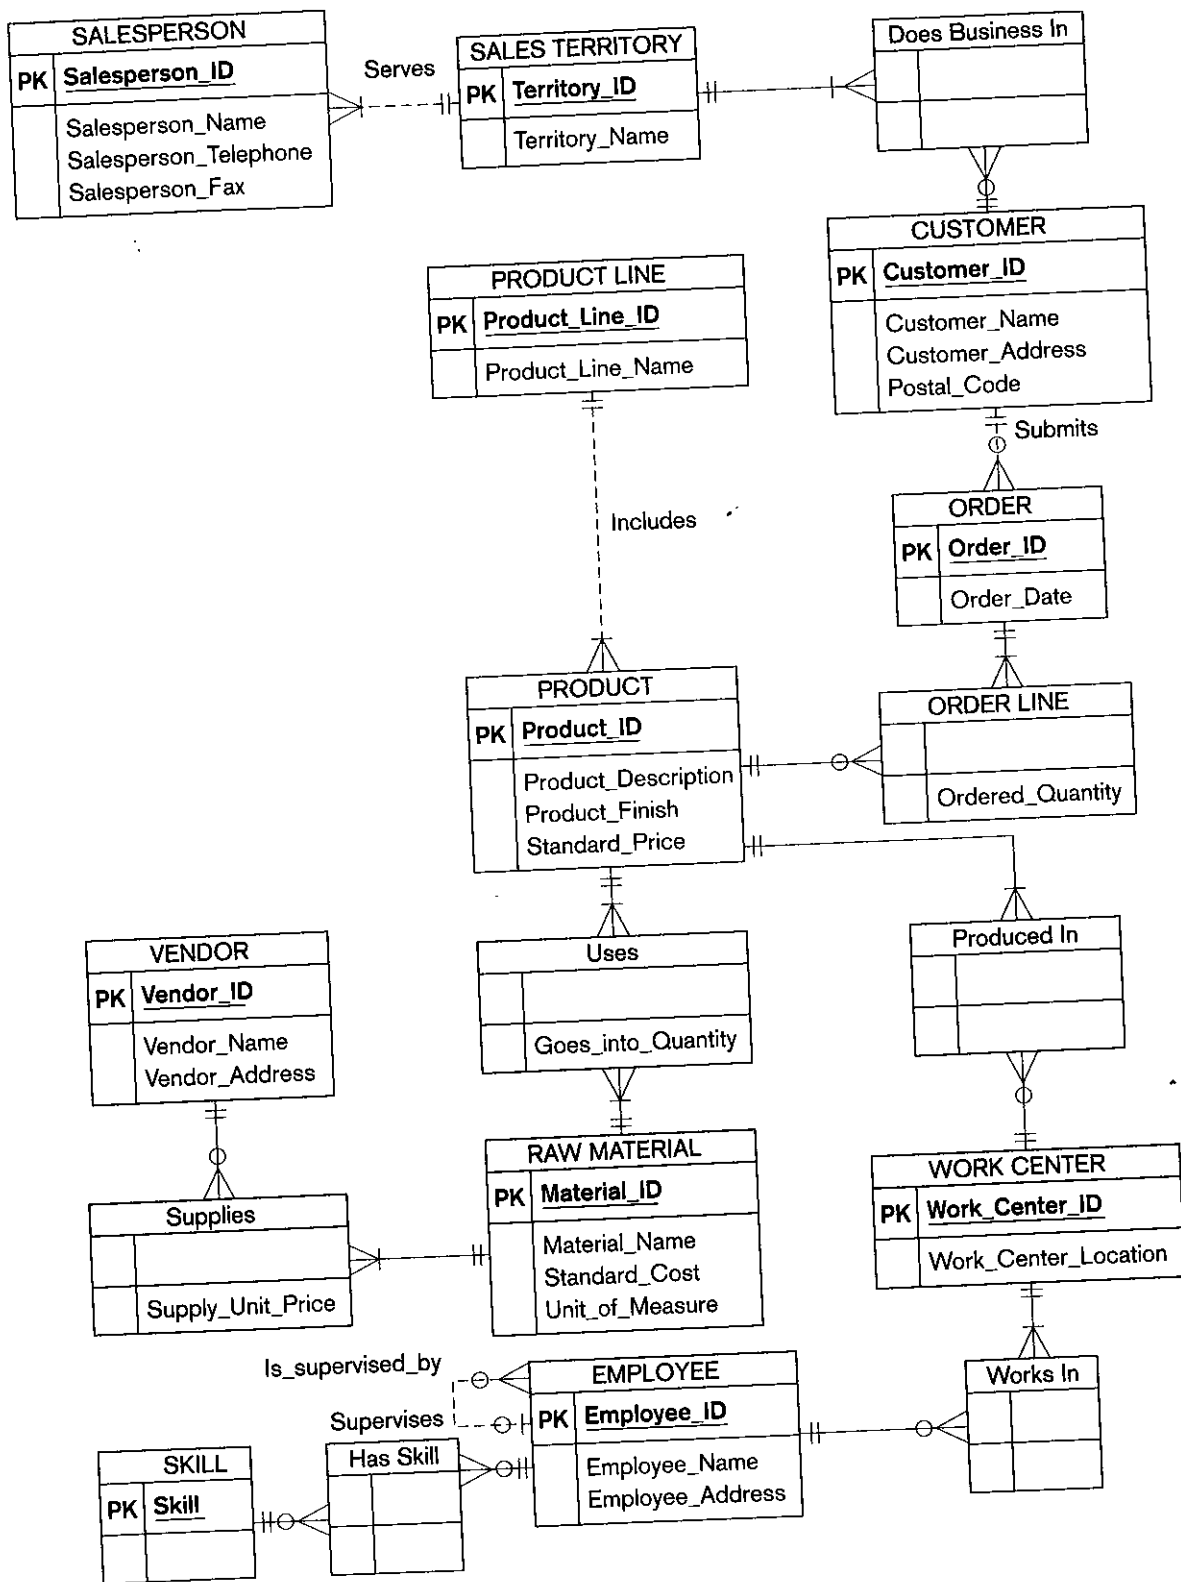 SALESPERSON
PK Salesperson_ID
Salesperson_Name
Salesperson_Telephone
Salesperson_Fax
Serves
SALES TERRITORY
PK Territory_ID
Territory_Name
Does Business In
CUSTOMER
PK Customer_ID
Customer_Name
Customer_Address
Postal_Code
Submits
PRODUCT LINE
PK Product_Line_ID
Product_Line_Name
Includes
ORDER
PK Order_ID
Order_Date
PRODUCT
PK Product_ID
Product_Description
Product_Finish
Standard_Price
ORDER LINE
Ordered_Quantity
VENDOR
PK Vendor_ID
Vendor_Name
Vendor_Address
Uses
Goes_into_Quantity
Produced In
Supplies
Supply_Unit_Price
RAW MATERIAL
PK Material_ID
Material_Name
Standard_Cost
Unit_of_Measure
WORK CENTER
PK Work_Center_ID
Work_Center_Location
Is_supervised_by
Supervises
EMPLOYEE
PK Employee_ID
Employee_Name
Employee_Address
Works In
SKILL
PK Skill
Has Skill